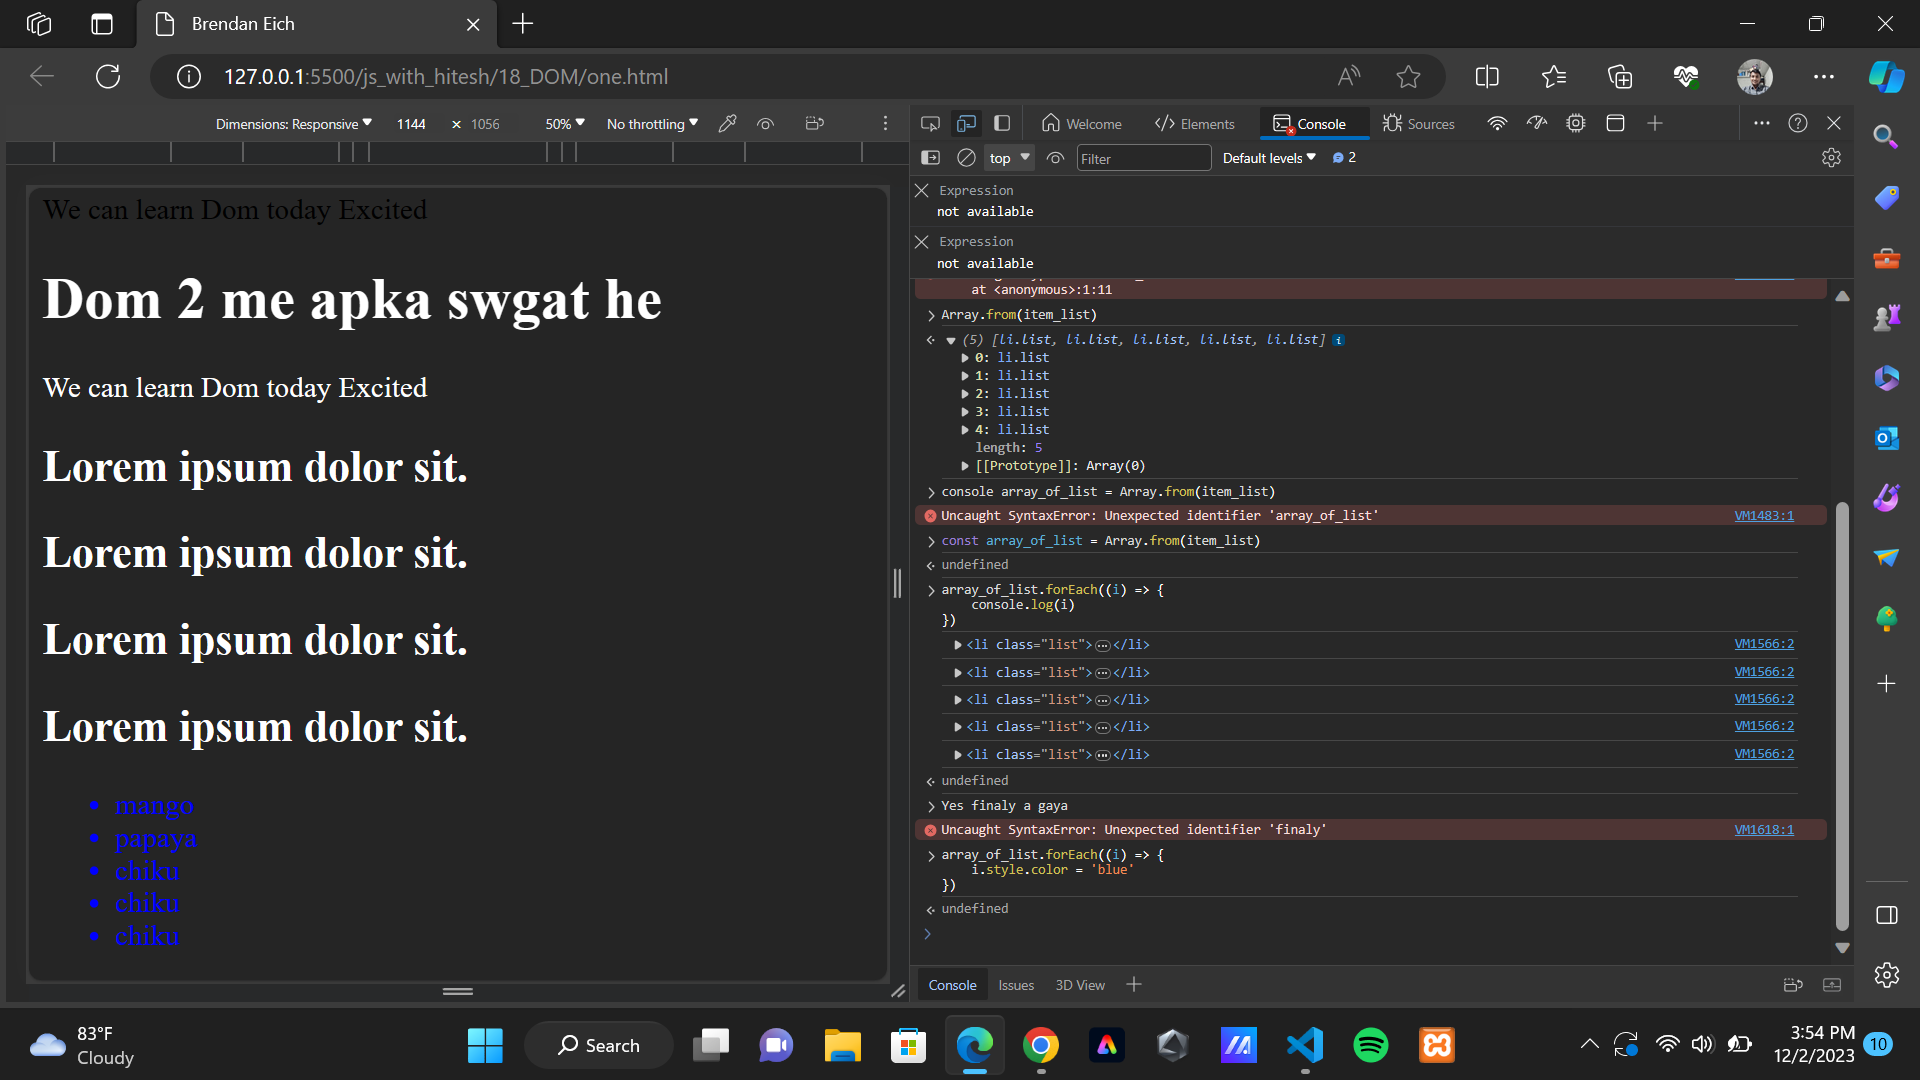 Brendan Eich
127.0.0.1:5500/js_with_hitesh/18_DOM/one.html
Dimensions: Responsive 1144 × 1056 50% No throttling
Welcome Elements Console Sources
top Filter Default levels 2
We can learn Dom today Excited
Dom 2 me apka swgat he
We can learn Dom today Excited
Lorem ipsum dolor sit.
Lorem ipsum dolor sit.
Lorem ipsum dolor sit.
Lorem ipsum dolor sit.
mango
papaya
chiku
chiku
chiku
Expression
not available
Expression
not available
at <anonymous>:1:11
Array.from(item_list)
(5) [li.list, li.list, li.list, li.list, li.list]
0: li.list
1: li.list
2: li.list
3: li.list
4: li.list
length: 5
[[Prototype]]: Array(0)
console array_of_list = Array.from(item_list)
Uncaught SyntaxError: Unexpected identifier 'array_of_list' VM1483:1
const array_of_list = Array.from(item_list)
undefined
array_of_list.forEach((i) => {
console.log(i)
})
<li class="list">…</li> VM1566:2
<li class="list">…</li> VM1566:2
<li class="list">…</li> VM1566:2
<li class="list">…</li> VM1566:2
<li class="list">…</li> VM1566:2
undefined
Yes finaly a gaya
Uncaught SyntaxError: Unexpected identifier 'finaly' VM1618:1
array_of_list.forEach((i) => {
i.style.color = 'blue'
})
undefined
Console Issues 3D View
83°F
Cloudy
Search
3:54 PM
12/2/2023
10